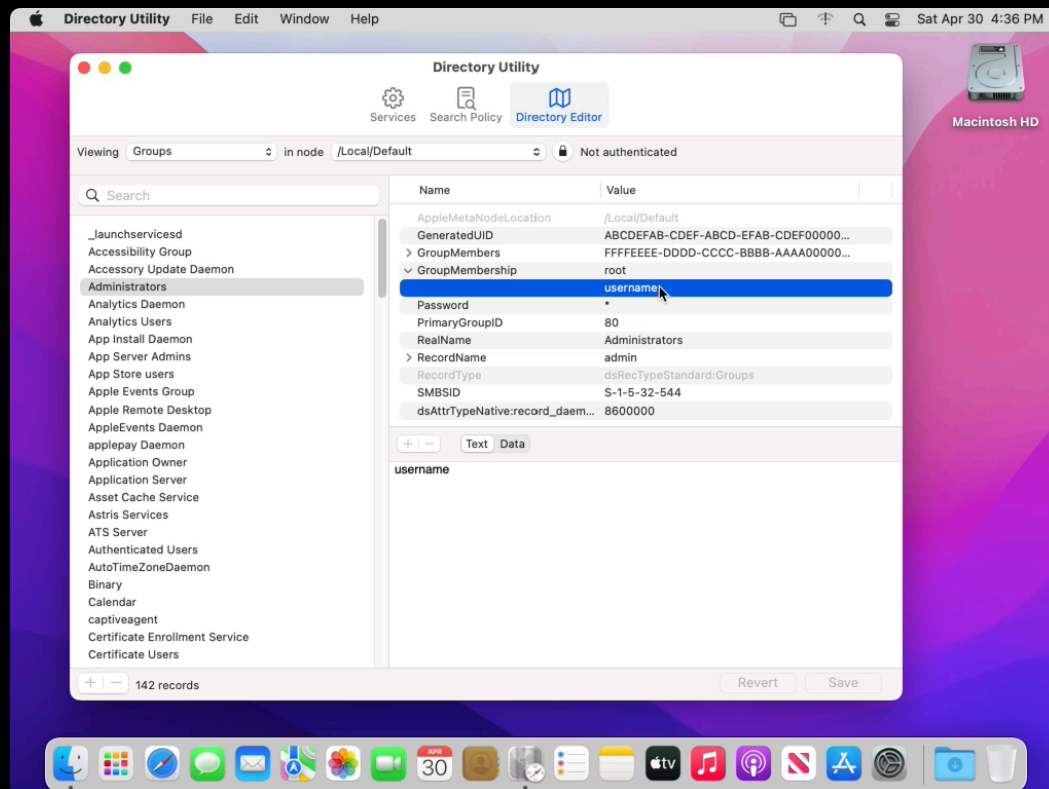 Directory Utility File Edit Window Help Sat Apr 30 4:36 PM
Directory Utility
Services Search Policy Directory Editor
Macintosh HD
Viewing Groups in node /Local/Default Not authenticated
Search
_launchservicesd
Accessibility Group
Accessory Update Daemon
Administrators
Analytics Daemon
Analytics Users
App Install Daemon
App Server Admins
App Store users
Apple Events Group
Apple Remote Desktop
AppleEvents Daemon
applepay Daemon
Application Owner
Application Server
Asset Cache Service
Astris Services
ATS Server
Authenticated Users
AutoTimeZoneDaemon
Binary
Calendar
captiveagent
Certificate Enrollment Service
Certificate Users
Name Value
AppleMetaNodeLocation /Local/Default
GeneratedUID ABCDEFAB-CDEF-ABCD-EFAB-CDEF00000...
GroupMembers FFFFEEEE-DDDD-CCCC-BBBB-AAAA00000...
GroupMembership root
username
Password *
PrimaryGroupID 80
RealName Administrators
RecordName admin
RecordType dsRecTypeStandard:Groups
SMBSID S-1-5-32-544
dsAttrTypeNative:record_daem... 8600000
+ − Text Data
username
+ − 142 records Revert Save
APR
30
tv